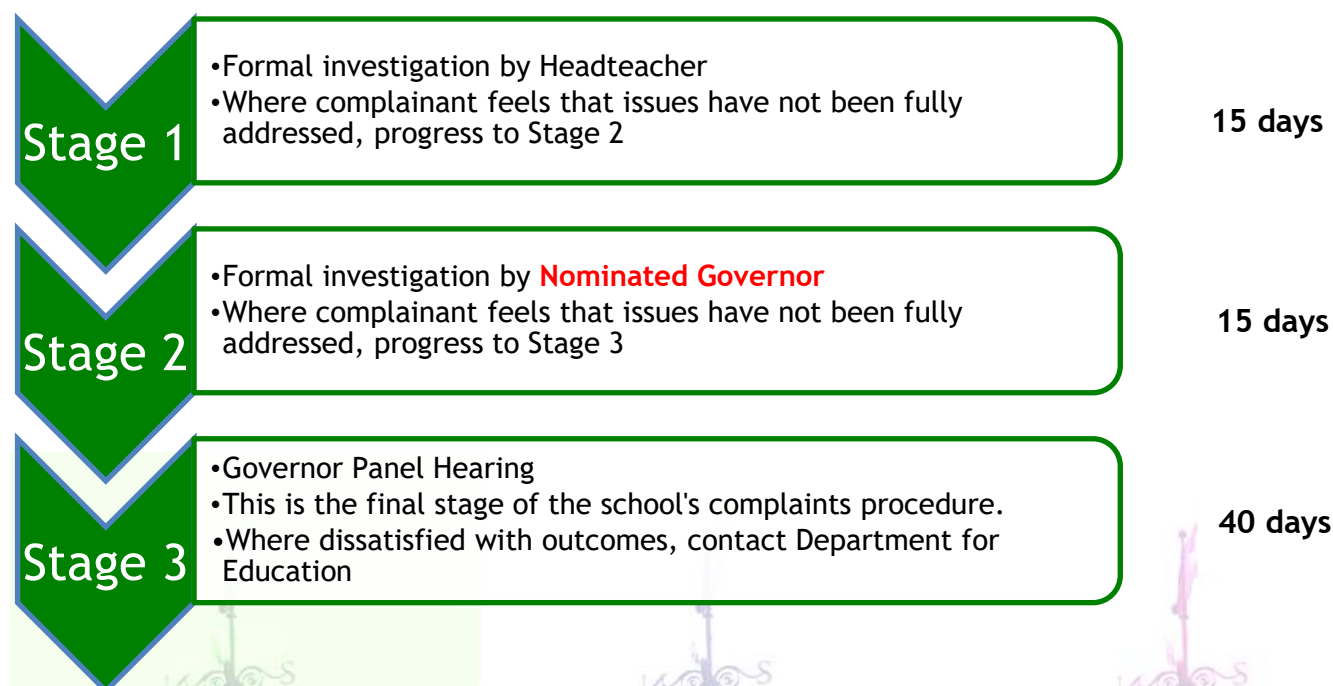 Stage 1
•Formal investigation by Headteacher
•Where complainant feels that issues have not been fully
addressed, progress to Stage 2
15 days
Stage 2
•Formal investigation by Nominated Governor
•Where complainant feels that issues have not been fully
addressed, progress to Stage 3
15 days
Stage 3
•Governor Panel Hearing
•This is the final stage of the school's complaints procedure.
•Where dissatisfied with outcomes, contact Department for
Education
40 days